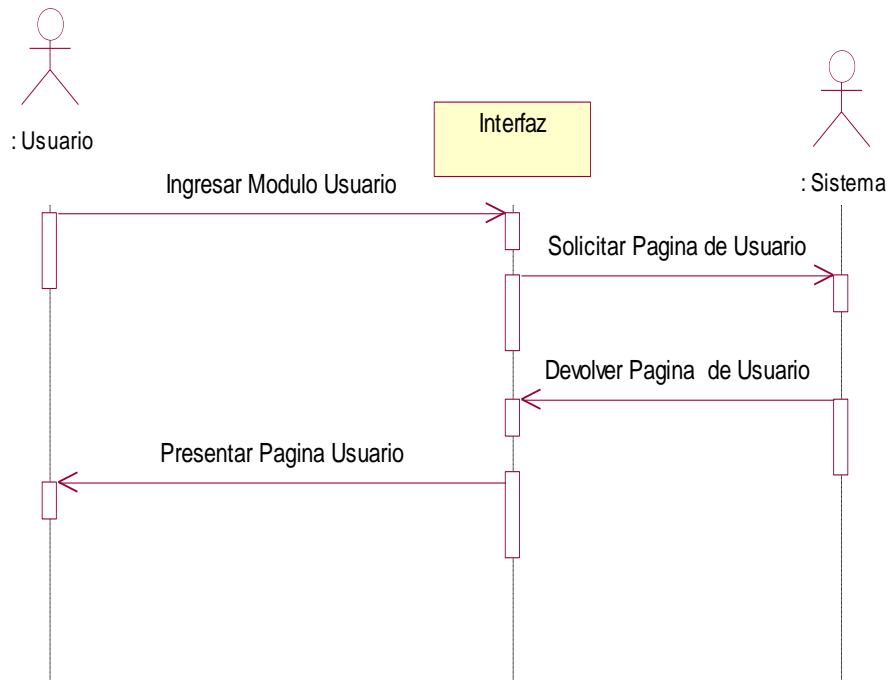 : Usuario
Interfaz
: Sistema
Ingresar Modulo Usuario
Solicitar Pagina de Usuario
Devolver Pagina de Usuario
Presentar Pagina Usuario